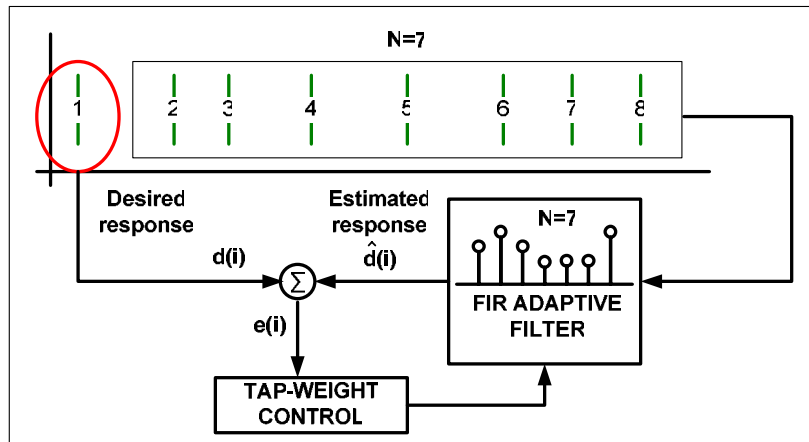 N=7
1 2 3 4 5 6 7 8
Desired
response
Estimated
response
N=7
d(i)
d̂(i)
Σ
FIR ADAPTIVE
FILTER
e(i)
TAP-WEIGHT
CONTROL